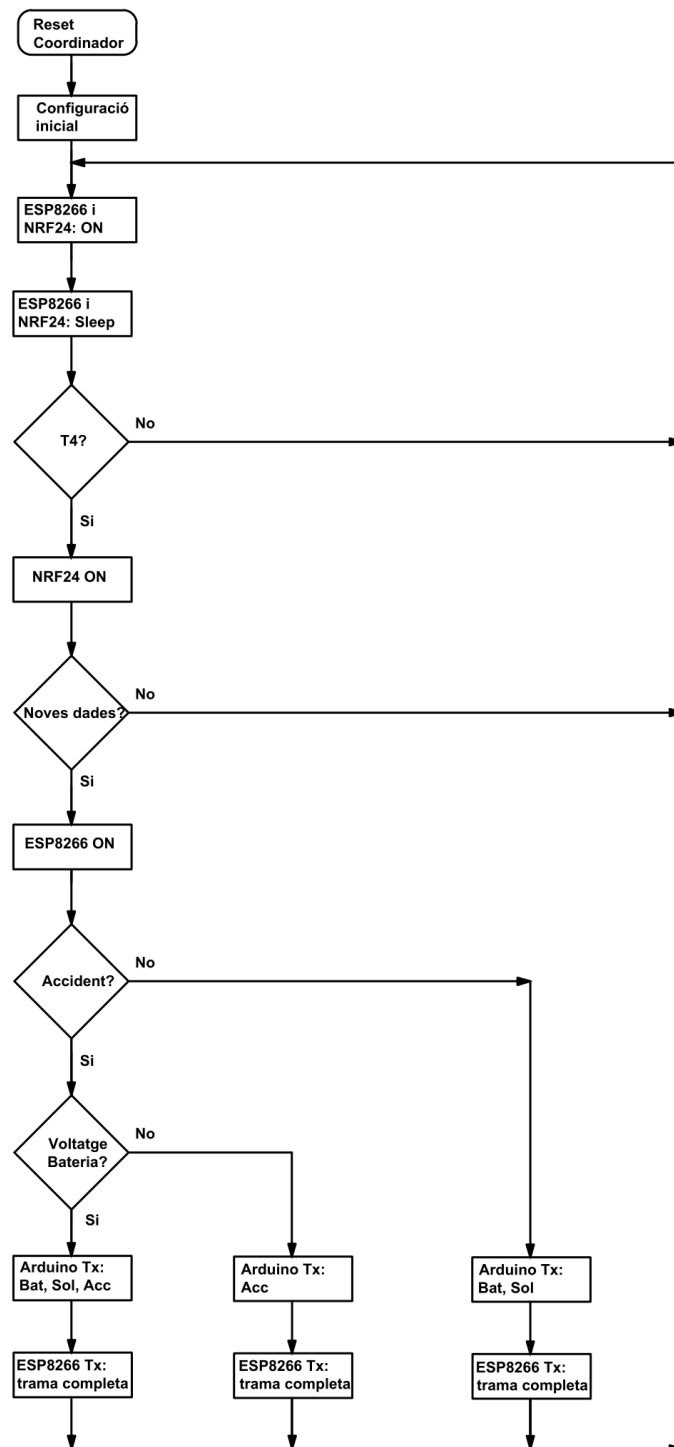 Reset
Coordinador
Configuració
inicial
ESP8266 i
NRF24: ON
ESP8266 i
NRF24: Sleep
T4?
No
Si
NRF24 ON
Noves dades?
No
Si
ESP8266 ON
Accident?
No
Si
Voltatge
Bateria?
No
Si
Arduino Tx:
Bat, Sol, Acc
Arduino Tx:
Acc
Arduino Tx:
Bat, Sol
ESP8266 Tx:
trama completa
ESP8266 Tx:
trama completa
ESP8266 Tx:
trama completa